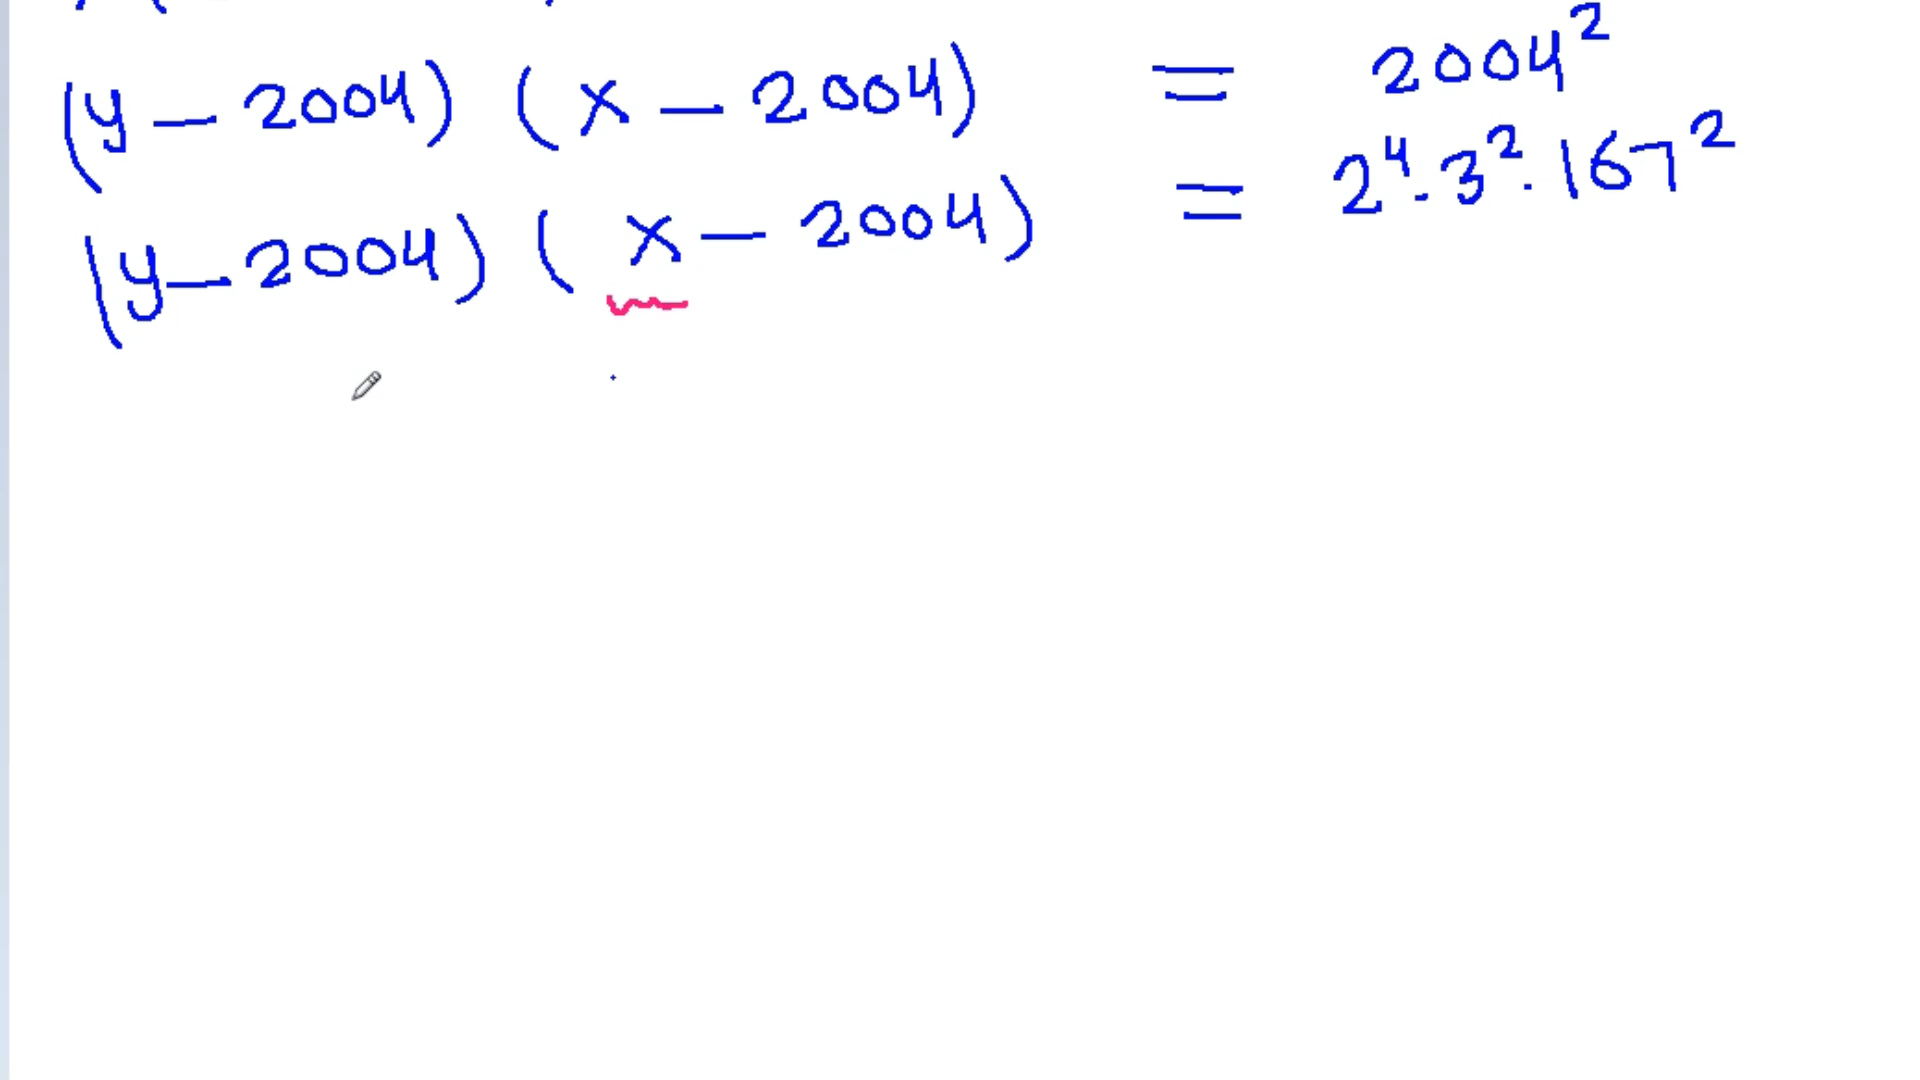 (y - 2004) (x - 2004) = 2004²
(y - 2004) (x - 2004) = 2⁴ . 3² . 167²